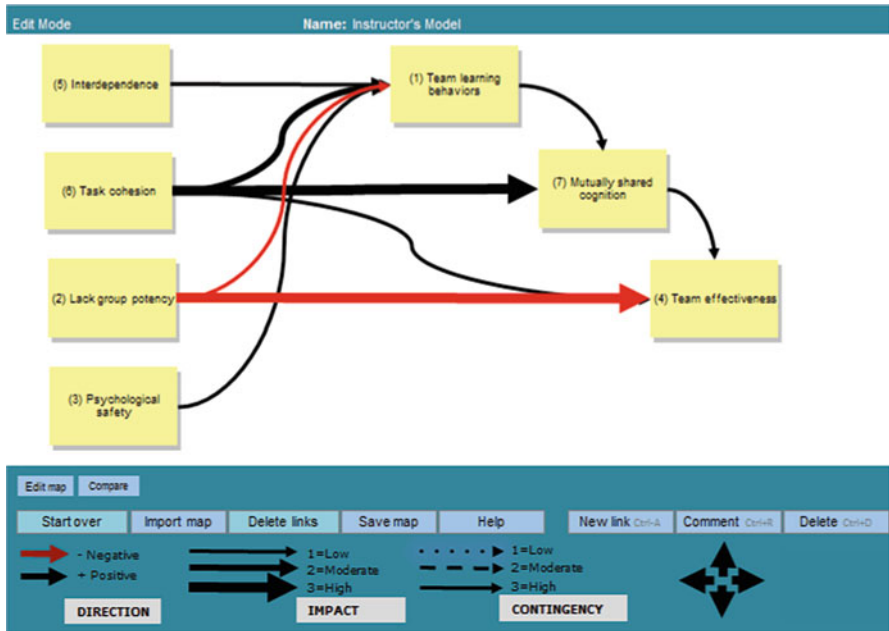 Edit Mode
Name: Instructor's Model
(5) Interdependence
(1) Team learning
behaviors
(6) Task cohesion
(7) Mutually shared
cognition
(2) Lack group potency
(4) Team effectiveness
(3) Psychological
safety
Edit map Compare
Start over Import map Delete links Save map Help New link Ctrl-A Comment Ctrl+R Delete Ctrl+D
- Negative
+ Positive
DIRECTION
1=Low
2=Moderate
3=High
IMPACT
1=Low
2=Moderate
3=High
CONTINGENCY